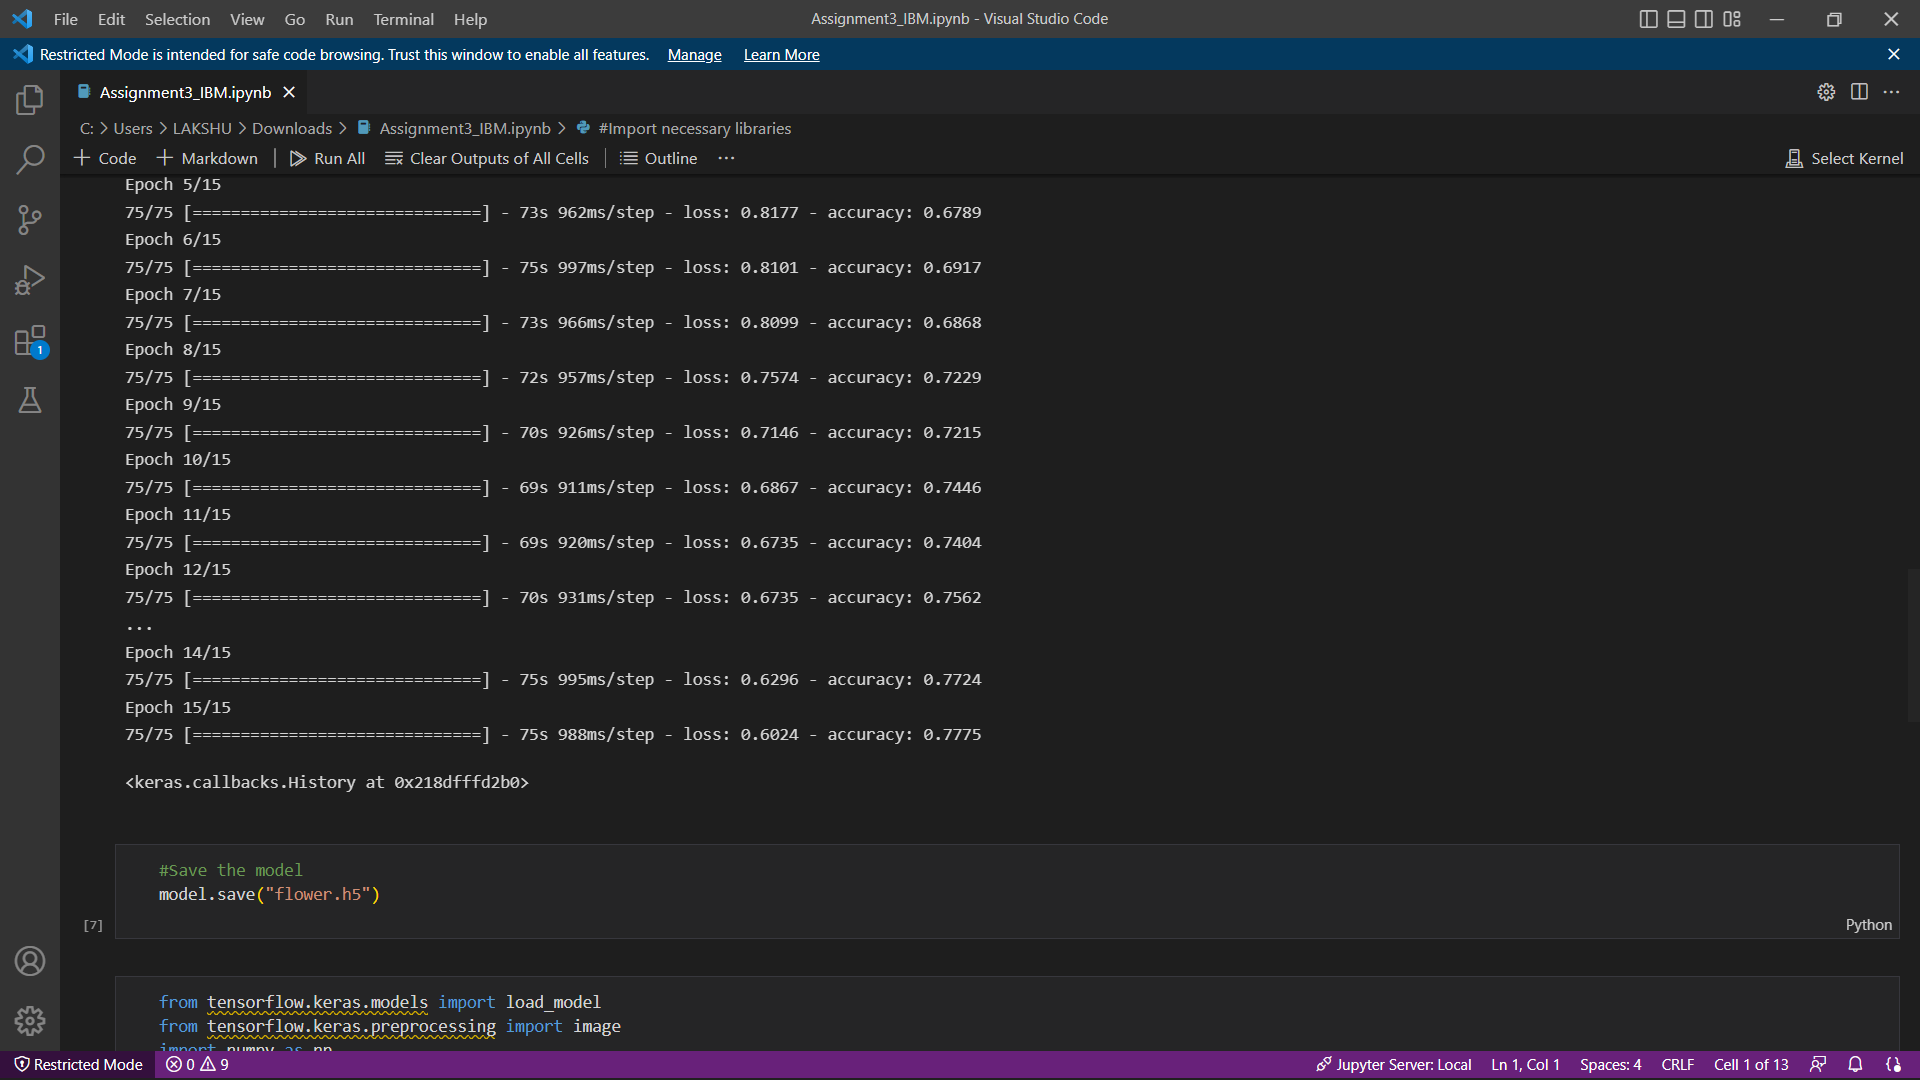 File Edit Selection View Go Run Terminal Help Assignment3_IBM.ipynb - Visual Studio Code
Restricted Mode is intended for safe code browsing. Trust this window to enable all features. Manage Learn More
Assignment3_IBM.ipynb
C: > Users > LAKSHU > Downloads > Assignment3_IBM.ipynb > #Import necessary libraries
+ Code + Markdown | Run All Clear Outputs of All Cells | Outline ... Select Kernel
Epoch 5/15
75/75 [==============================] - 73s 962ms/step - loss: 0.8177 - accuracy: 0.6789
Epoch 6/15
75/75 [==============================] - 75s 997ms/step - loss: 0.8101 - accuracy: 0.6917
Epoch 7/15
75/75 [==============================] - 73s 966ms/step - loss: 0.8099 - accuracy: 0.6868
Epoch 8/15
75/75 [==============================] - 72s 957ms/step - loss: 0.7574 - accuracy: 0.7229
Epoch 9/15
75/75 [==============================] - 70s 926ms/step - loss: 0.7146 - accuracy: 0.7215
Epoch 10/15
75/75 [==============================] - 69s 911ms/step - loss: 0.6867 - accuracy: 0.7446
Epoch 11/15
75/75 [==============================] - 69s 920ms/step - loss: 0.6735 - accuracy: 0.7404
Epoch 12/15
75/75 [==============================] - 70s 931ms/step - loss: 0.6735 - accuracy: 0.7562
...
Epoch 14/15
75/75 [==============================] - 75s 995ms/step - loss: 0.6296 - accuracy: 0.7724
Epoch 15/15
75/75 [==============================] - 75s 988ms/step - loss: 0.6024 - accuracy: 0.7775
<keras.callbacks.History at 0x218dfffd2b0>
#Save the model
model.save("flower.h5")
[7] Python
from tensorflow.keras.models import load_model
from tensorflow.keras.preprocessing import image
import numpy as np
1
Restricted Mode 0 9 Jupyter Server: Local Ln 1, Col 1 Spaces: 4 CRLF Cell 1 of 13